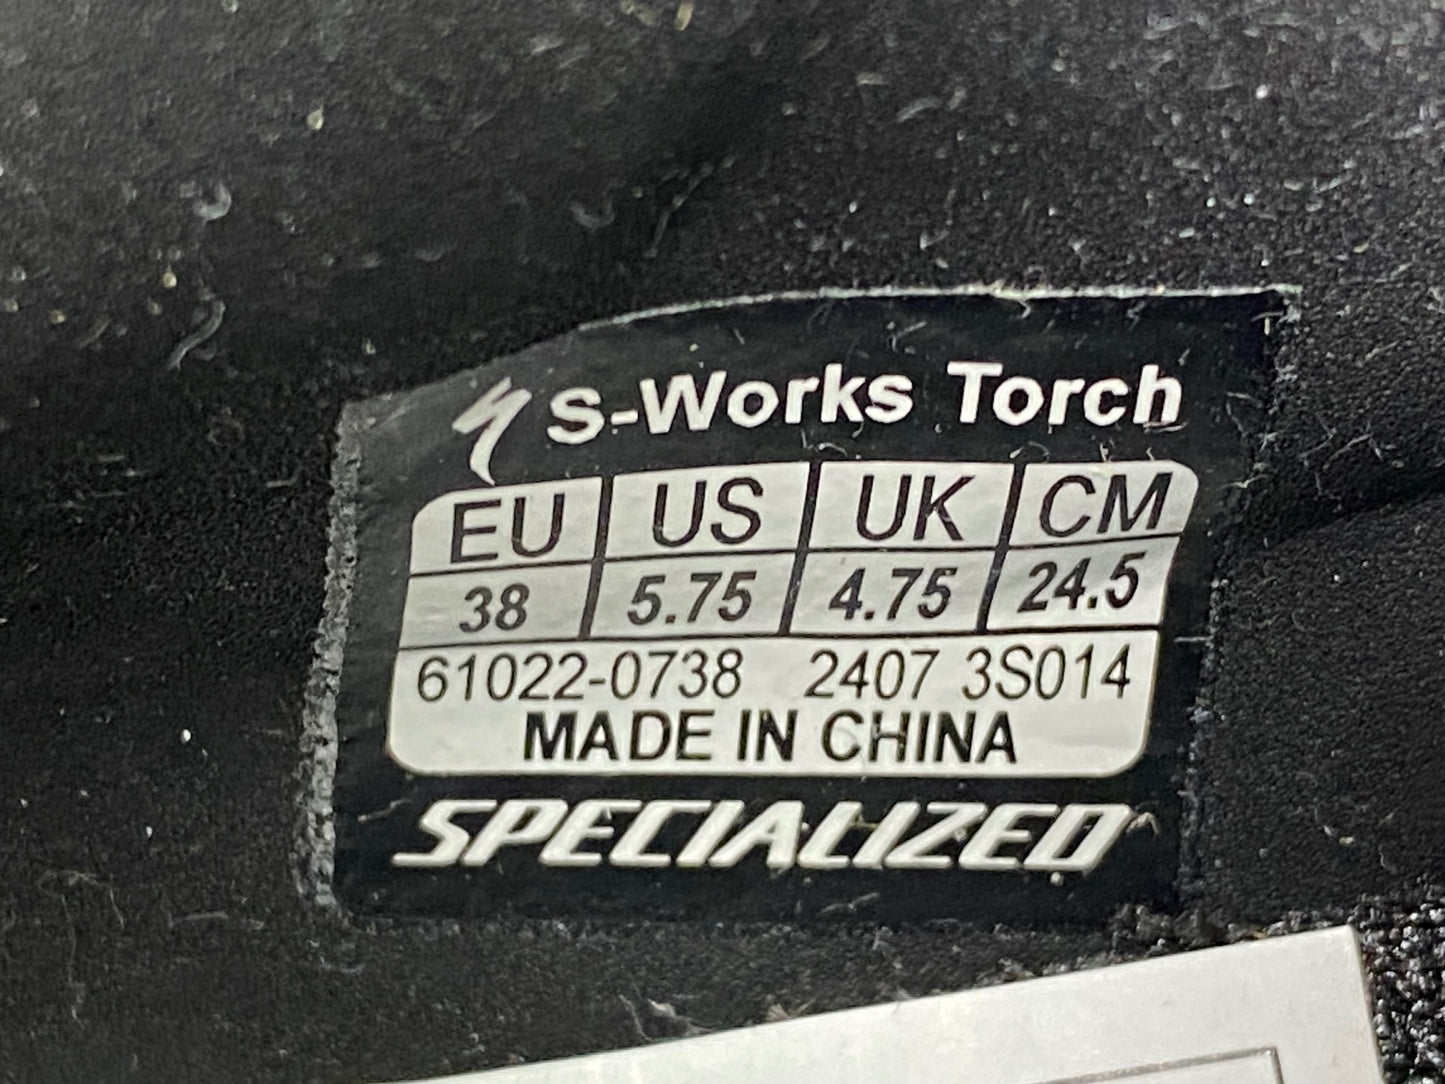 S-Works Torch
EU US UK CM
38 5.75 4.75 24.5
61022-0738 2407 3S014
MADE IN CHINA
SPECIALIZED